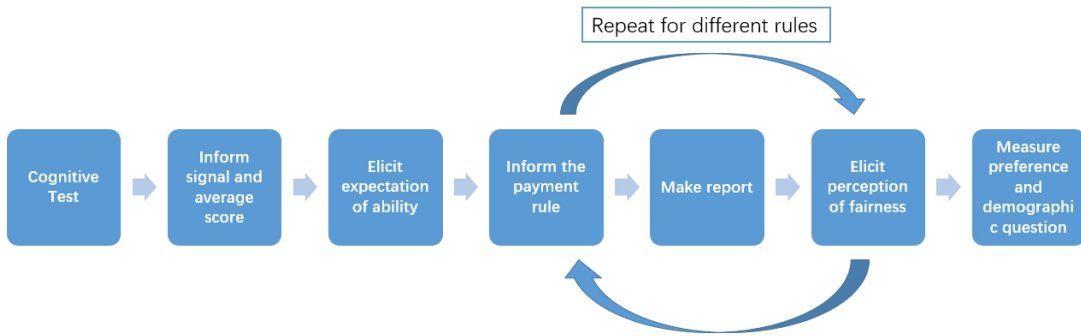 Repeat for different rules
Cognitive
Test
Inform
signal and
average
score
Elicit
expectation
of ability
Inform the
payment
rule
Make report
Elicit
perception
of fairness
Measure
preference
and
demographi
c question